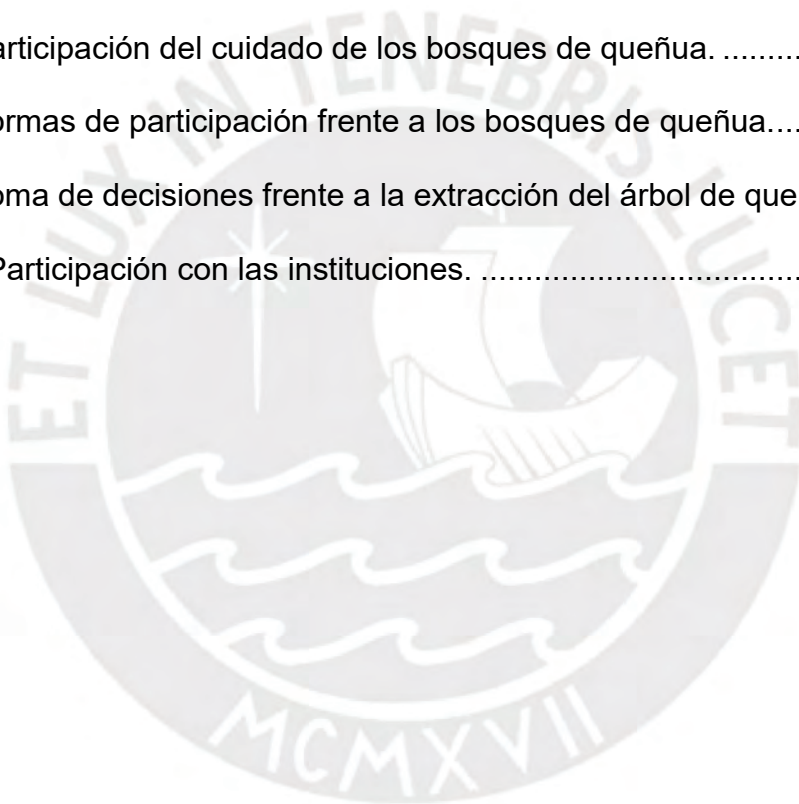 articipación del cuidado de los bosques de queñua. .........
ormas de participación frente a los bosques de queñua....
oma de decisiones frente a la extracción del árbol de que
Participación con las instituciones. ....................................
ET LUX IN TENEBRIS LUCET
MCMXVII